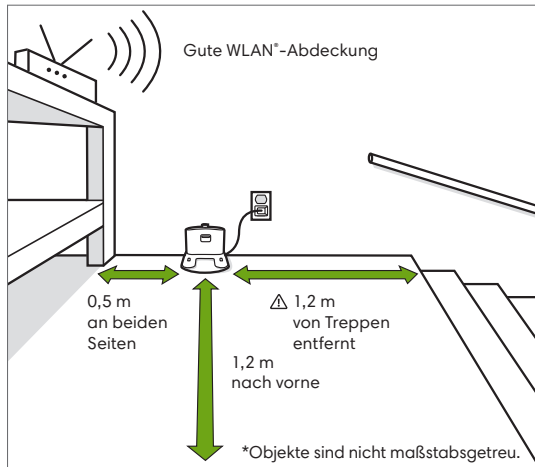 Gute WLAN®-Abdeckung
0,5 m
an beiden
Seiten
⚠ 1,2 m
von Treppen
entfernt
1,2 m
nach vorne
*Objekte sind nicht maßstabsgetreu.